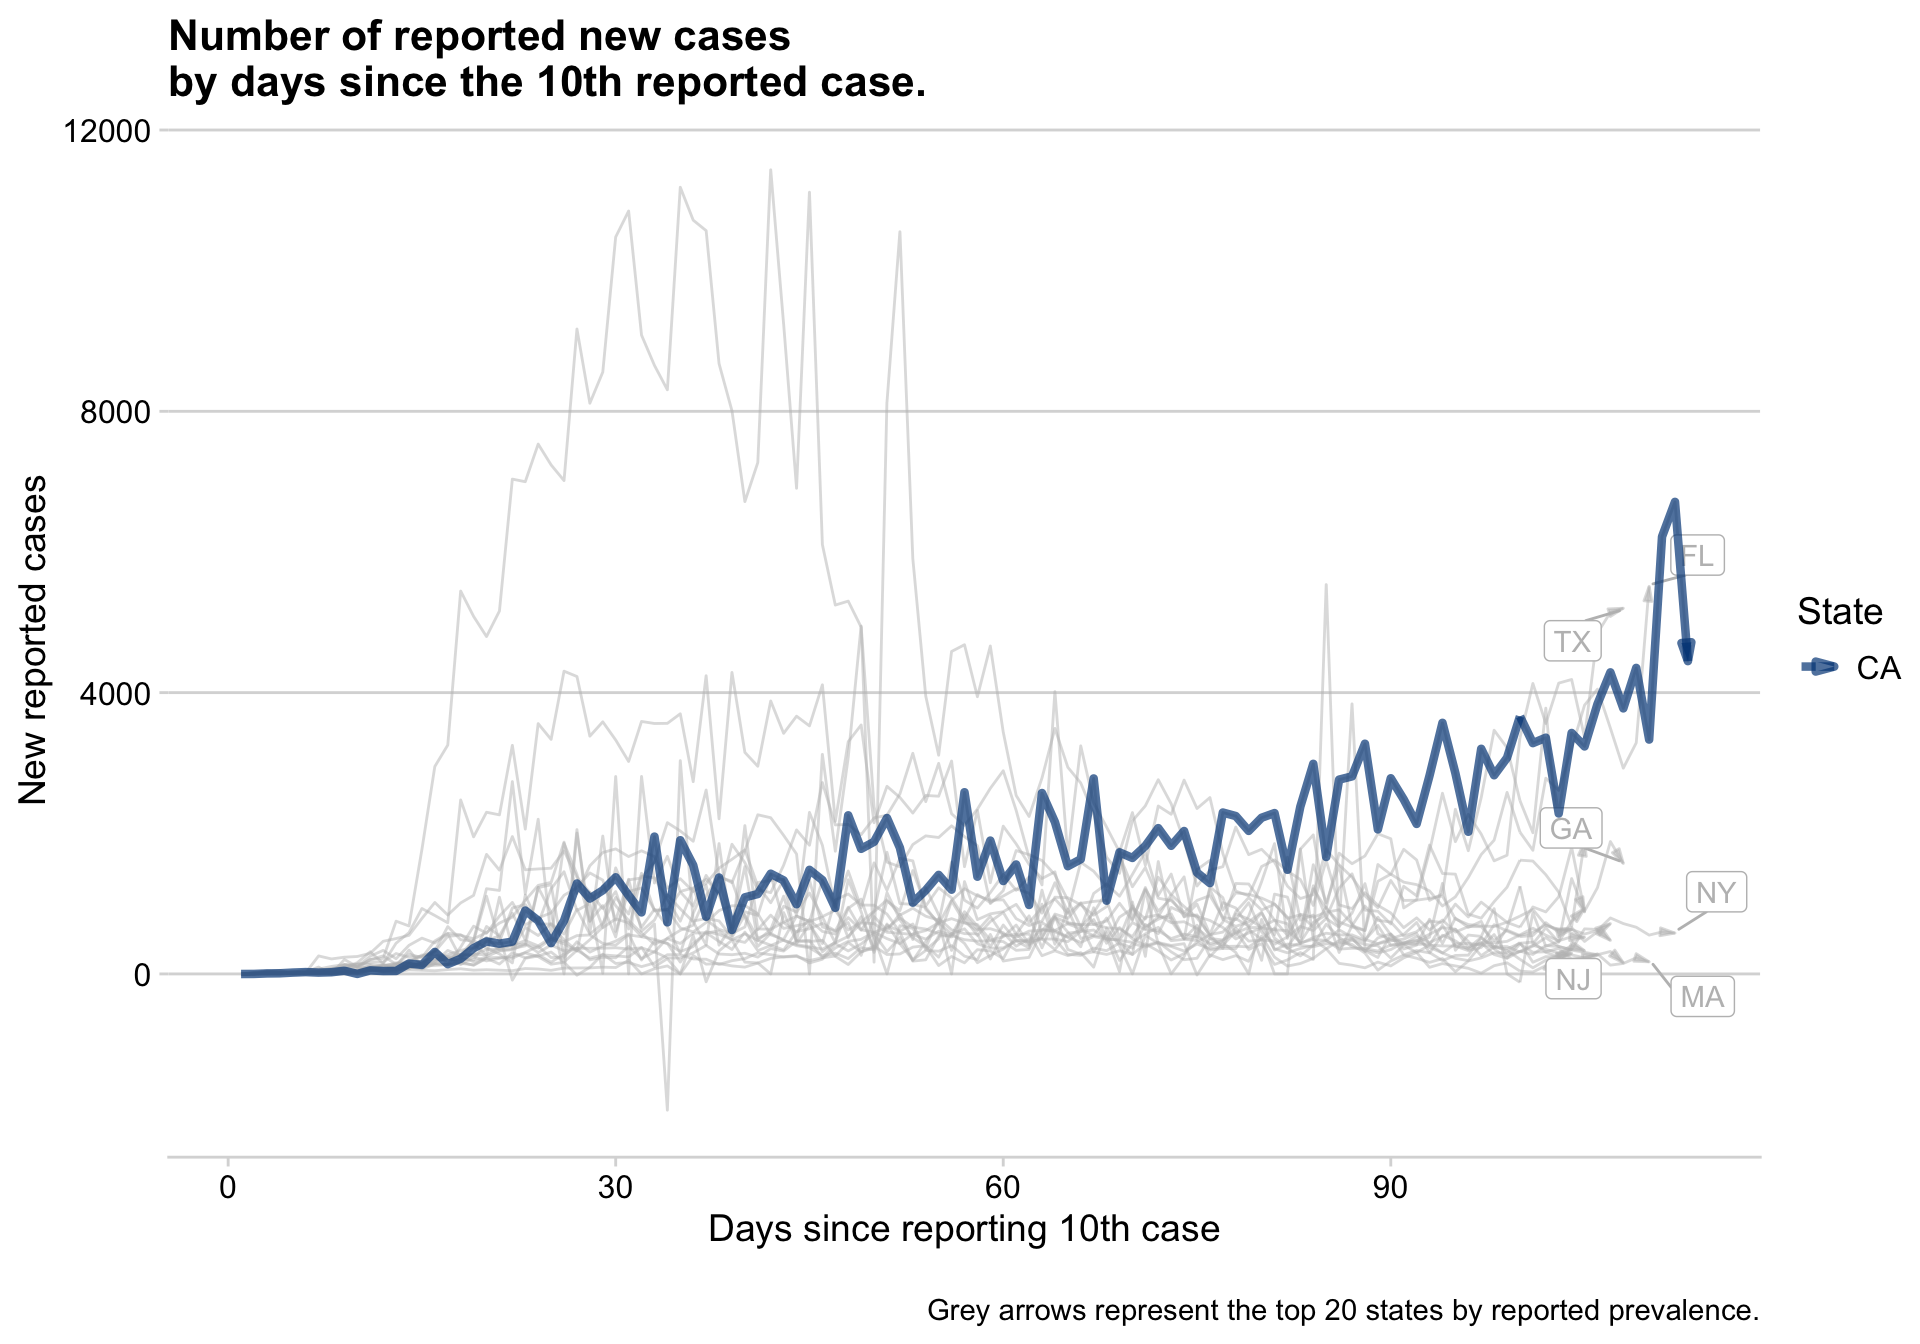 Number of reported new cases
by days since the 10th reported case.
12000
8000
4000
0
New reported cases
FL
TX
GA
NY
NJ
MA
State
CA
0
30
60
90
Days since reporting 10th case
Grey arrows represent the top 20 states by reported prevalence.